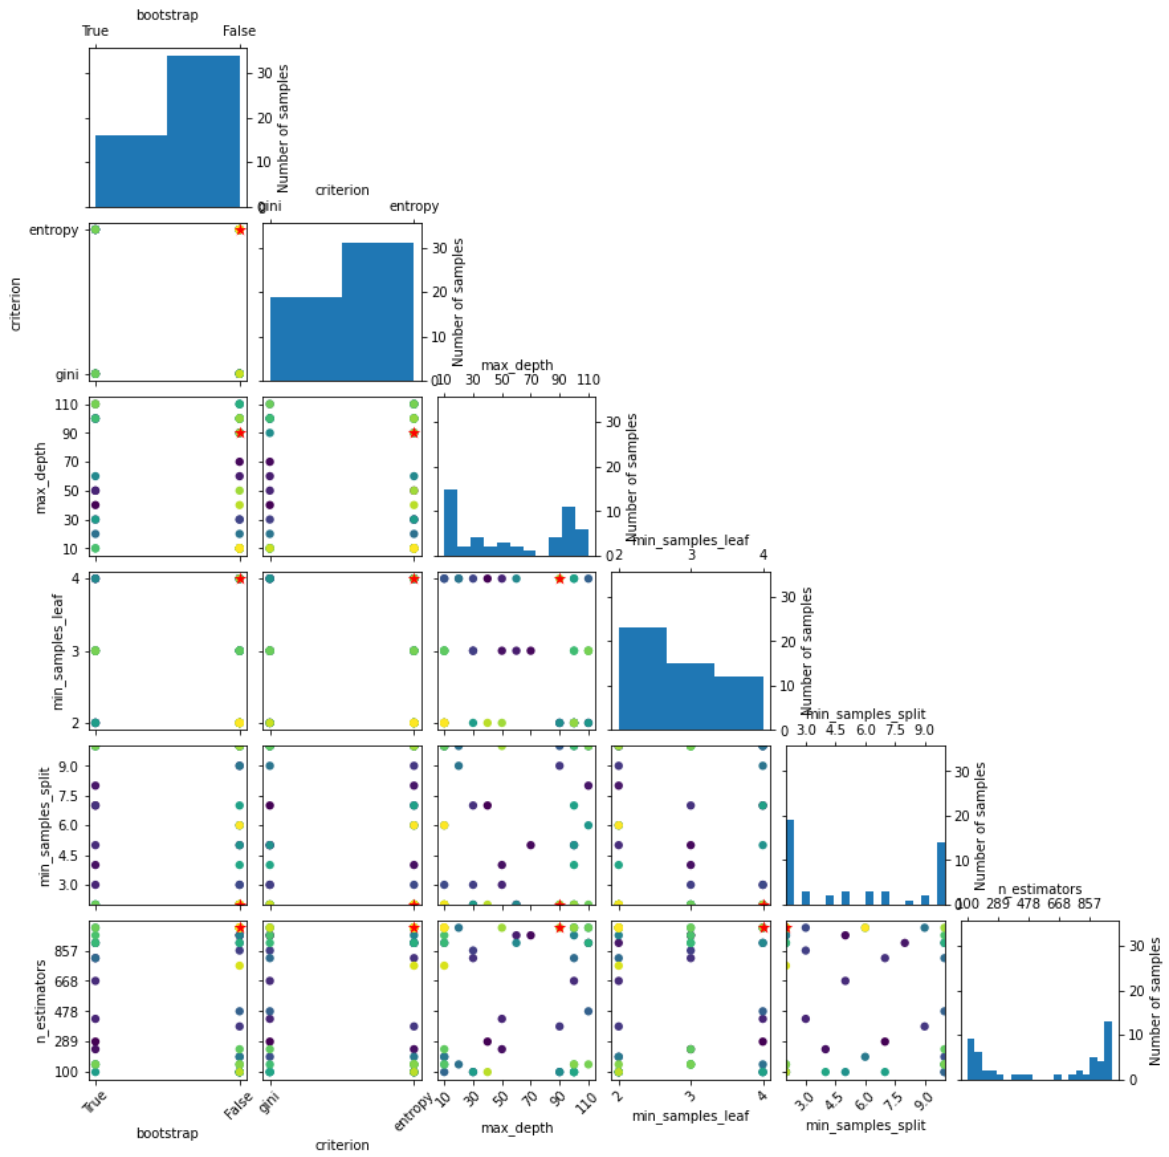 bootstrap
True False
30
20
10
0
Number of samples
criterion
gini entropy
entropy
gini
criterion
30
20
10
0
Number of samples
max_depth
10 30 50 70 90 110
110
90
70
50
30
10
max_depth
30
20
10
0
Number of samples
min_samples_leaf
2 3 4
4
3
2
min_samples_leaf
30
20
10
0
Number of samples
min_samples_split
3.0 4.5 6.0 7.5 9.0
9.0
7.5
6.0
4.5
3.0
min_samples_split
30
20
10
0
Number of samples
n_estimators
100 289 478 668 857
857
668
478
289
100
n_estimators
30
20
10
0
Number of samples
True False
bootstrap
gini entropy
criterion
10 30 50 70 90 110
max_depth
2 3 4
min_samples_leaf
3.0 4.5 6.0 7.5 9.0
min_samples_split